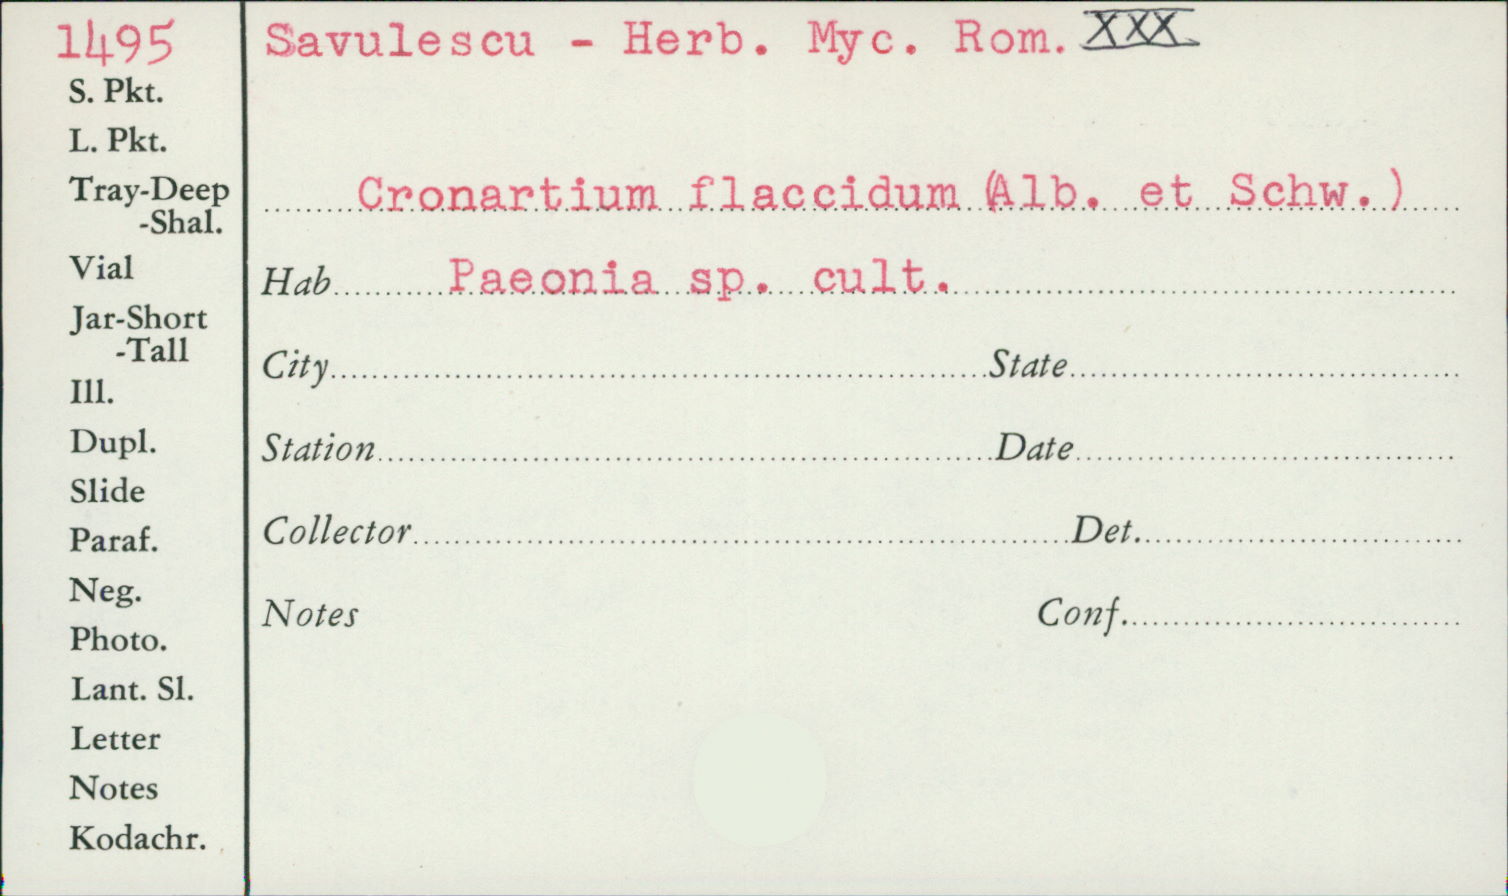 1495 Savulescu - Herb. Myc. Rom. XXX
S. Pkt.
L. Pkt.
Tray-Deep
-Shal.
Cronartium flaccidum (Alb. et Schw.)
Vial
Hab Paeonia sp. cult.
Jar-Short
-Tall
City State
Ill.
Dupl.
Station Date
Slide
Paraf.
Collector Det.
Neg.
Notes Conf.
Photo.
Lant. Sl.
Letter
Notes
Kodachr.